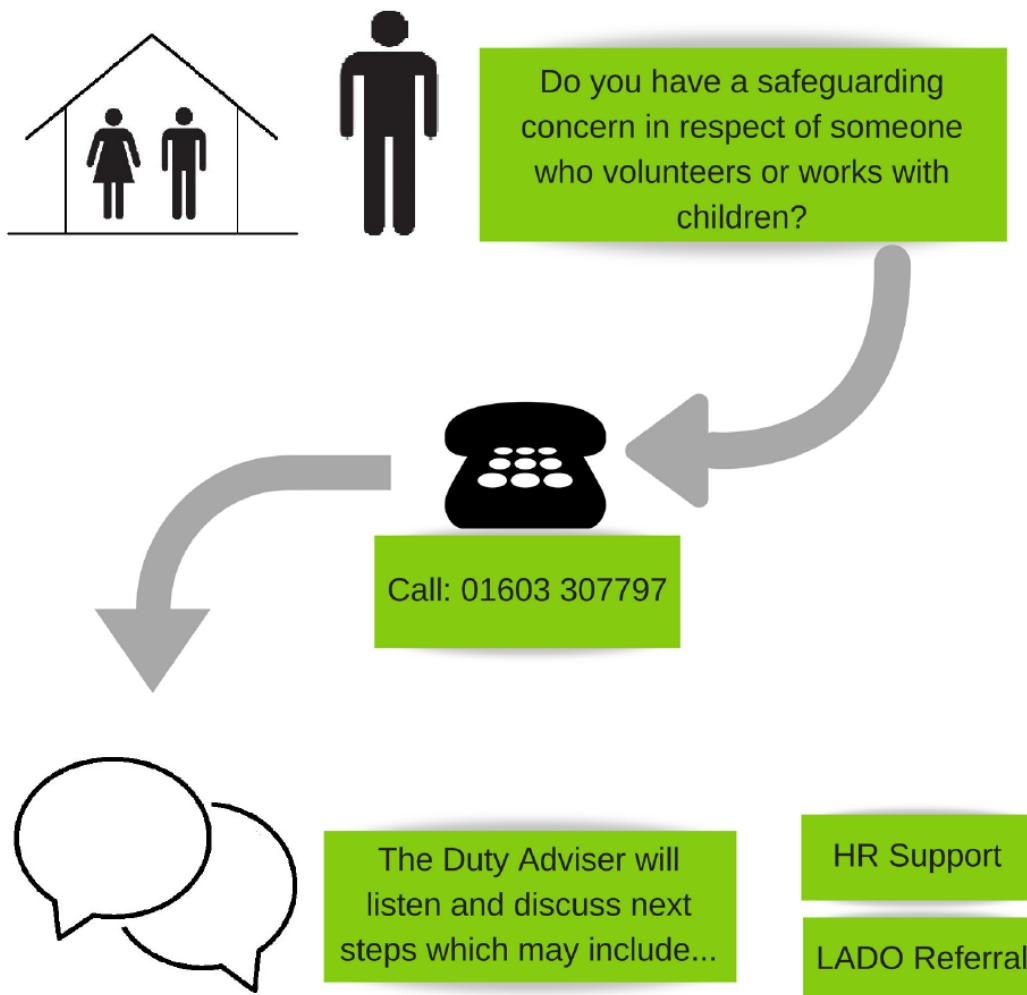 Do you have a safeguarding
concern in respect of someone
who volunteers or works with
children?
Call: 01603 307797
The Duty Adviser will
listen and discuss next
steps which may include...
HR Support
LADO Referral